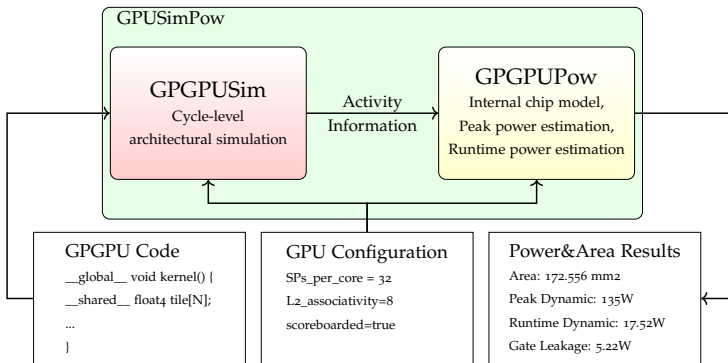 GPUSimPow
GPGPUSim
Cycle-level
architectural simulation
Activity
Information
GPGPUPow
Internal chip model,
Peak power estimation,
Runtime power estimation
GPGPU Code
__global__ void kernel() {
__shared__ float4 tile[N];
...
}
GPU Configuration
SPs_per_core = 32
L2_associativity=8
scoreboarded=true
Power&Area Results
Area: 172.556 mm2
Peak Dynamic: 135W
Runtime Dynamic: 17.52W
Gate Leakage: 5.22W